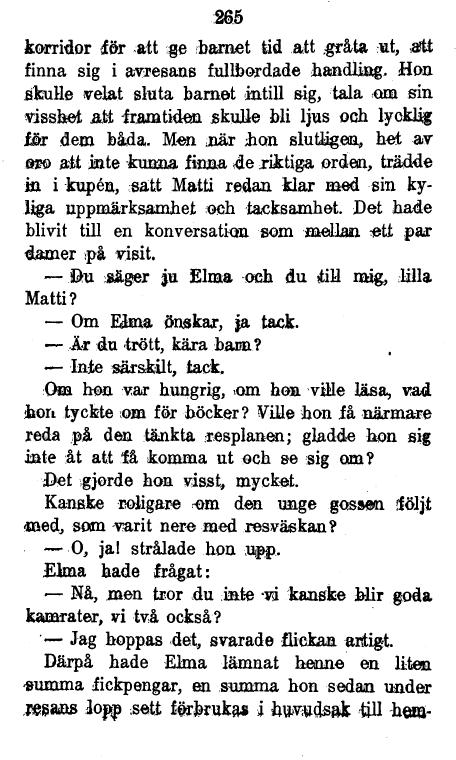 265
korridor för att ge barnet tid att gråta ut, att
finna sig i avresans fullbordade handling. Hon
skulle velat sluta barnet intill sig, tala om sin
visshet att framtiden skulle bli ljus och lycklig
för dem båda. Men när hon slutligen, het av
oro att inte kunna finna de riktiga orden, trädde
in i kupén, satt Matti redan klar med sin ky-
liga uppmärksamhet och tacksamhet. Det hade
blivit till en konversation som mellan ett par
damer på visit.
— Du säger ju Elma och du till mig, lilla
Matti?
— Om Elma önskar, ja tack.
— Är du trött, kära barn?
— Inte särskilt, tack.
Om hon var hungrig, om hon ville läsa, vad
hon tyckte om för böcker? Ville hon få närmare
reda på den tänkta resplanen; gladde hon sig
inte åt att få komma ut och se sig om?
Det gjorde hon visst, mycket.
Kanske roligare om den unge gossen följt
med, som varit nere med resväskan?
— O, ja! strålade hon upp.
Elma hade frågat:
— Nå, men tror du inte vi kanske blir goda
kamrater, vi två också?
— Jag hoppas det, svarade flickan artigt.
Därpå hade Elma lämnat henne en liten
summa fickpengar, en summa hon sedan under
resans lopp sett förbrukas i huvudsak till hem-